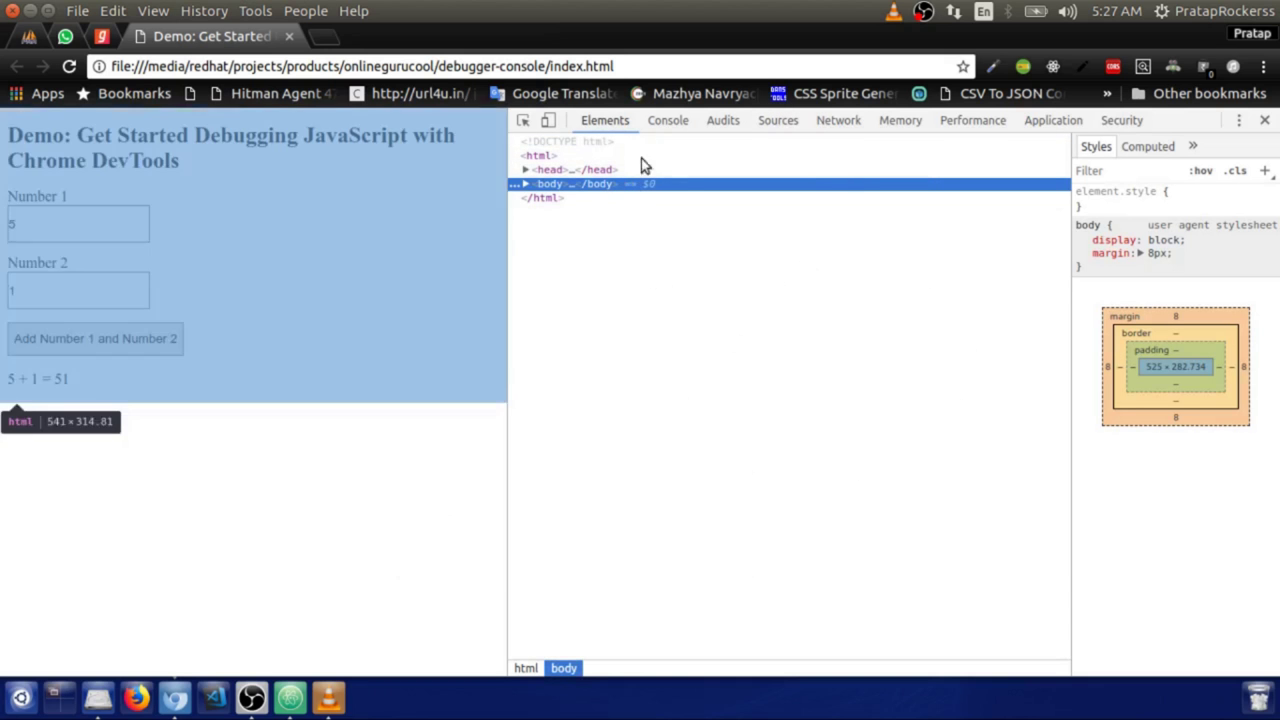 File Edit View History Tools People Help
En 5:27 AM PratapRockerss
Demo: Get Started
Pratap
file:///media/redhat/projects/products/onlinegurucool/debugger-console/index.html
CORS 0
Apps Bookmarks Hitman Agent 47 C http://url4u.in/ Google Translat Mazhya Navryac CSS Sprite Gene CSV To JSON Co » Other bookmarks
Elements Console Audits Sources Network Memory Performance Application Security
Demo: Get Started Debugging JavaScript with
Chrome DevTools
Number 1
5
Number 2
1
Add Number 1 and Number 2
5 + 1 = 51
html 541×314.81
<!DOCTYPE html>
<html>
<head>…</head>
… <body>…</body> == $0
</html>
html body
Styles Computed »
Filter :hov .cls +
element.style {
}
body { user agent stylesheet
display: block;
margin: 8px;
}
margin 8
border –
padding –
8 – – 525 × 282.734 – – 8
–
–
8